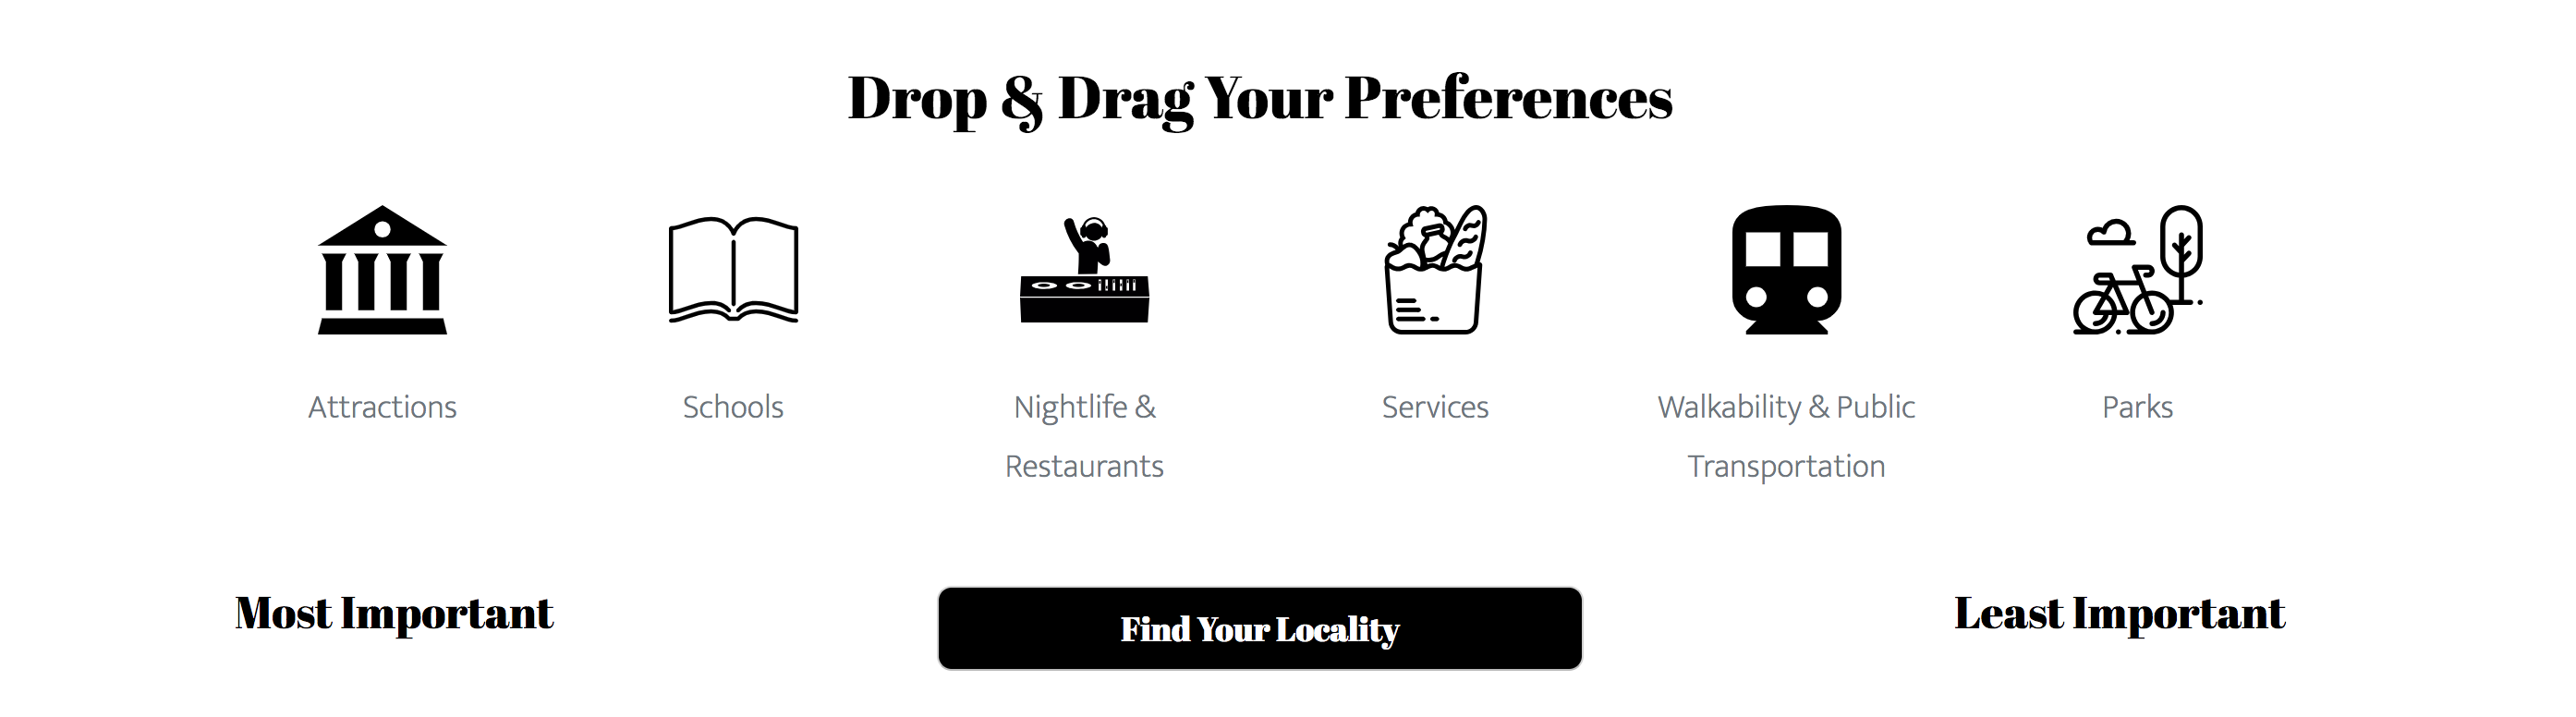 Drop & Drag Your Preferences
Attractions
Schools
Nightlife &
Restaurants
Services
Walkability & Public
Transportation
Parks
Most Important
Find Your Locality
Least Important